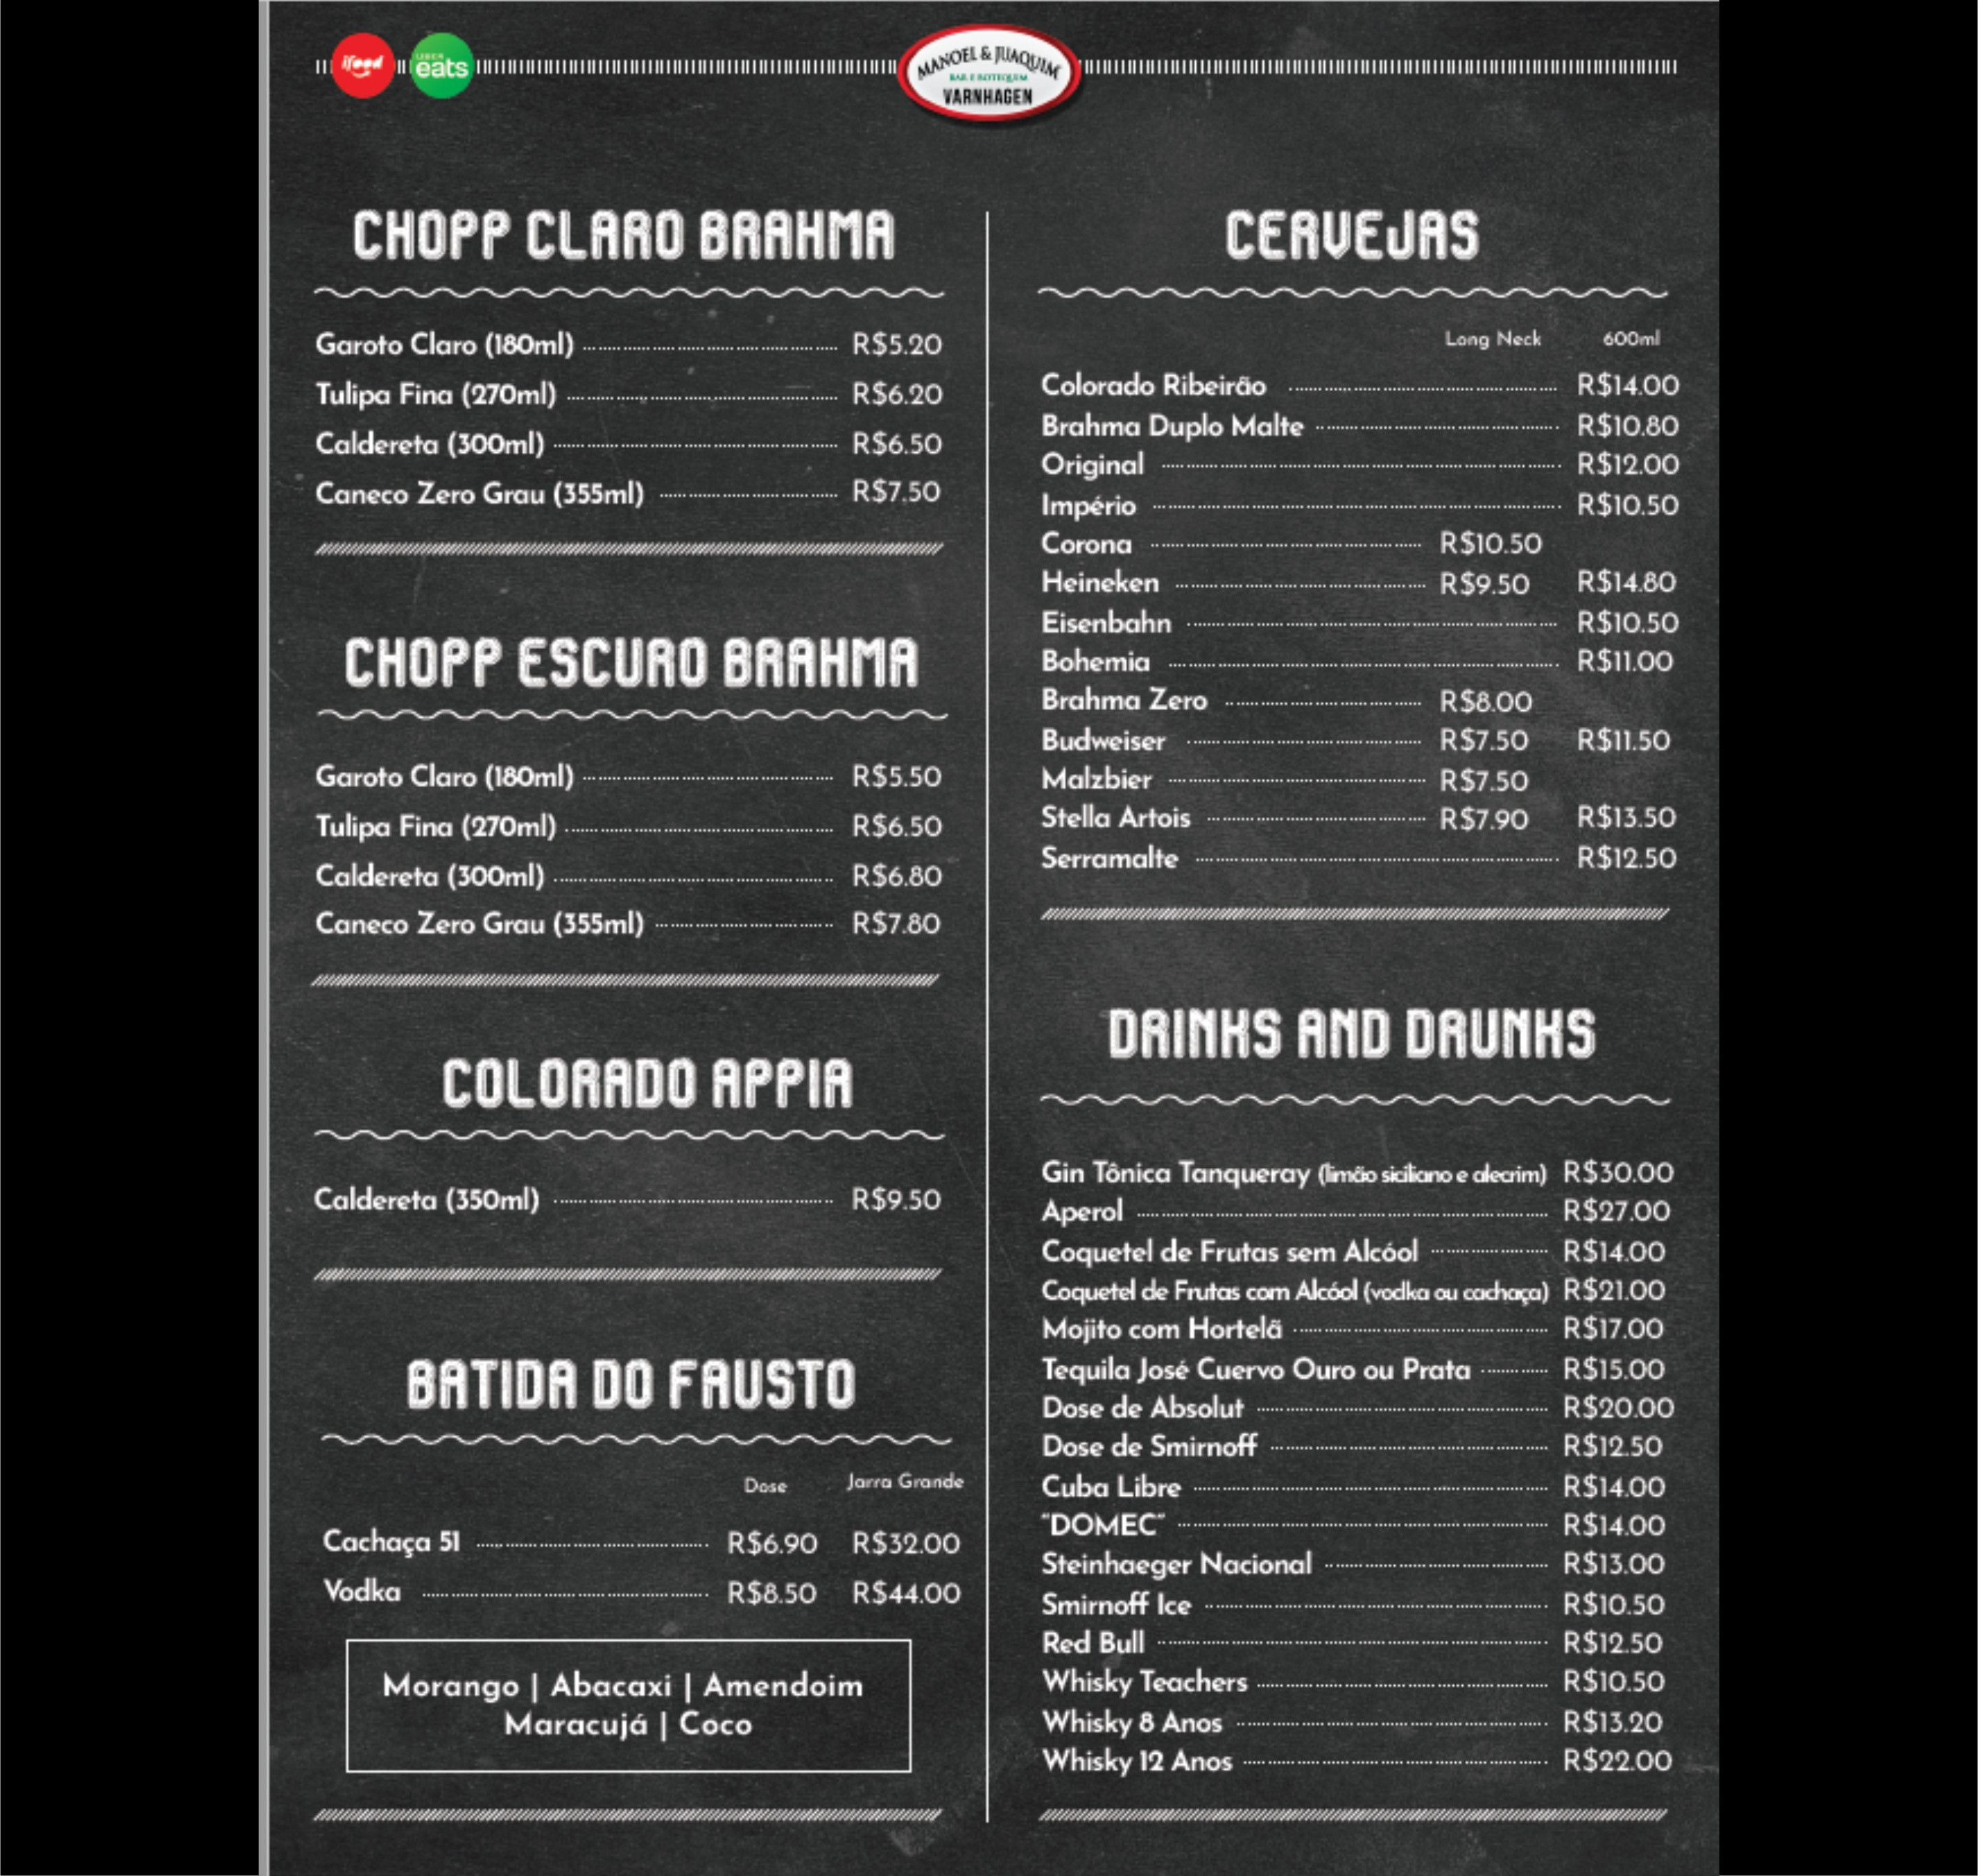 ifood
UBER
eats
MANOEL & JUAQUIM
BAR E BOTEQUIM
VARNHAGEN
CHOPP CLARO BRAHMA
Garoto Claro (180ml) R$5.20
Tulipa Fina (270ml) R$6.20
Caldereta (300ml) R$6.50
Caneco Zero Grau (355ml) R$7.50
CHOPP ESCURO BRAHMA
Garoto Claro (180ml) R$5.50
Tulipa Fina (270ml) R$6.50
Caldereta (300ml) R$6.80
Caneco Zero Grau (355ml) R$7.80
COLORADO APPIA
Caldereta (350ml) R$9.50
BATIDA DO FAUSTO
Dose Jarra Grande
Cachaça 51 R$6.90 R$32.00
Vodka R$8.50 R$44.00
Morango | Abacaxi | Amendoim
Maracujá | Coco
CERVEJAS
Long Neck 600ml
Colorado Ribeirão R$14.00
Brahma Duplo Malte R$10.80
Original R$12.00
Império R$10.50
Corona R$10.50
Heineken R$9.50 R$14.80
Eisenbahn R$10.50
Bohemia R$11.00
Brahma Zero R$8.00
Budweiser R$7.50 R$11.50
Malzbier R$7.50
Stella Artois R$7.90 R$13.50
Serramalte R$12.50
DRINKS AND DRUNKS
Gin Tônica Tanqueray (limão siciliano e alecrim) R$30.00
Aperol R$27.00
Coquetel de Frutas sem Alcóol R$14.00
Coquetel de Frutas com Alcóol (vodka ou cachaça) R$21.00
Mojito com Hortelã R$17.00
Tequila José Cuervo Ouro ou Prata R$15.00
Dose de Absolut R$20.00
Dose de Smirnoff R$12.50
Cuba Libre R$14.00
"DOMEC" R$14.00
Steinhaeger Nacional R$13.00
Smirnoff Ice R$10.50
Red Bull R$12.50
Whisky Teachers R$10.50
Whisky 8 Anos R$13.20
Whisky 12 Anos R$22.00